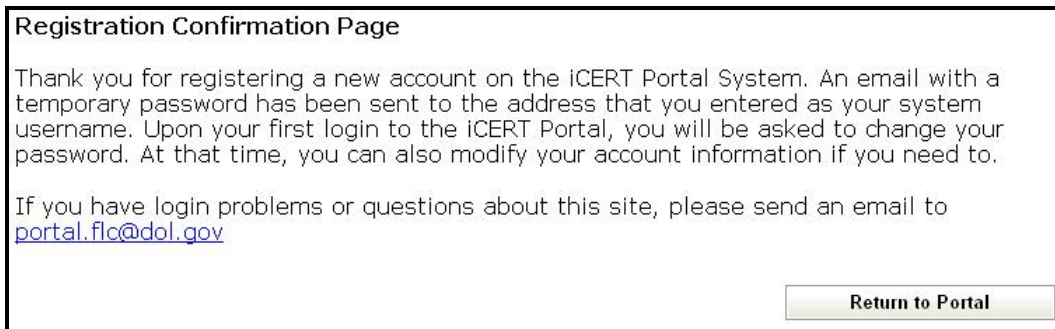 Registration Confirmation Page
Thank you for registering a new account on the iCERT Portal System. An email with a
temporary password has been sent to the address that you entered as your system
username. Upon your first login to the iCERT Portal, you will be asked to change your
password. At that time, you can also modify your account information if you need to.
If you have login problems or questions about this site, please send an email to
portal.flc@dol.gov
Return to Portal